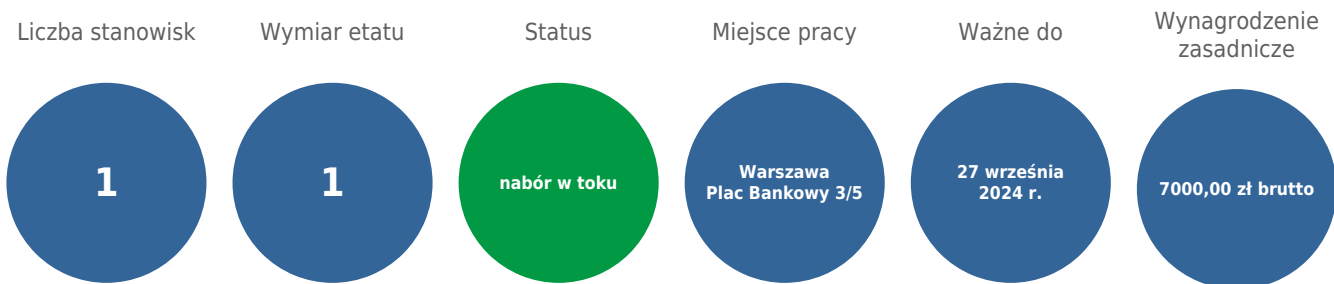 Liczba stanowisk
1
Wymiar etatu
1
Status
nabór w toku
Miejsce pracy
Warszawa
Plac Bankowy 3/5
Ważne do
27 września
2024 r.
Wynagrodzenie
zasadnicze
7000,00 zł brutto